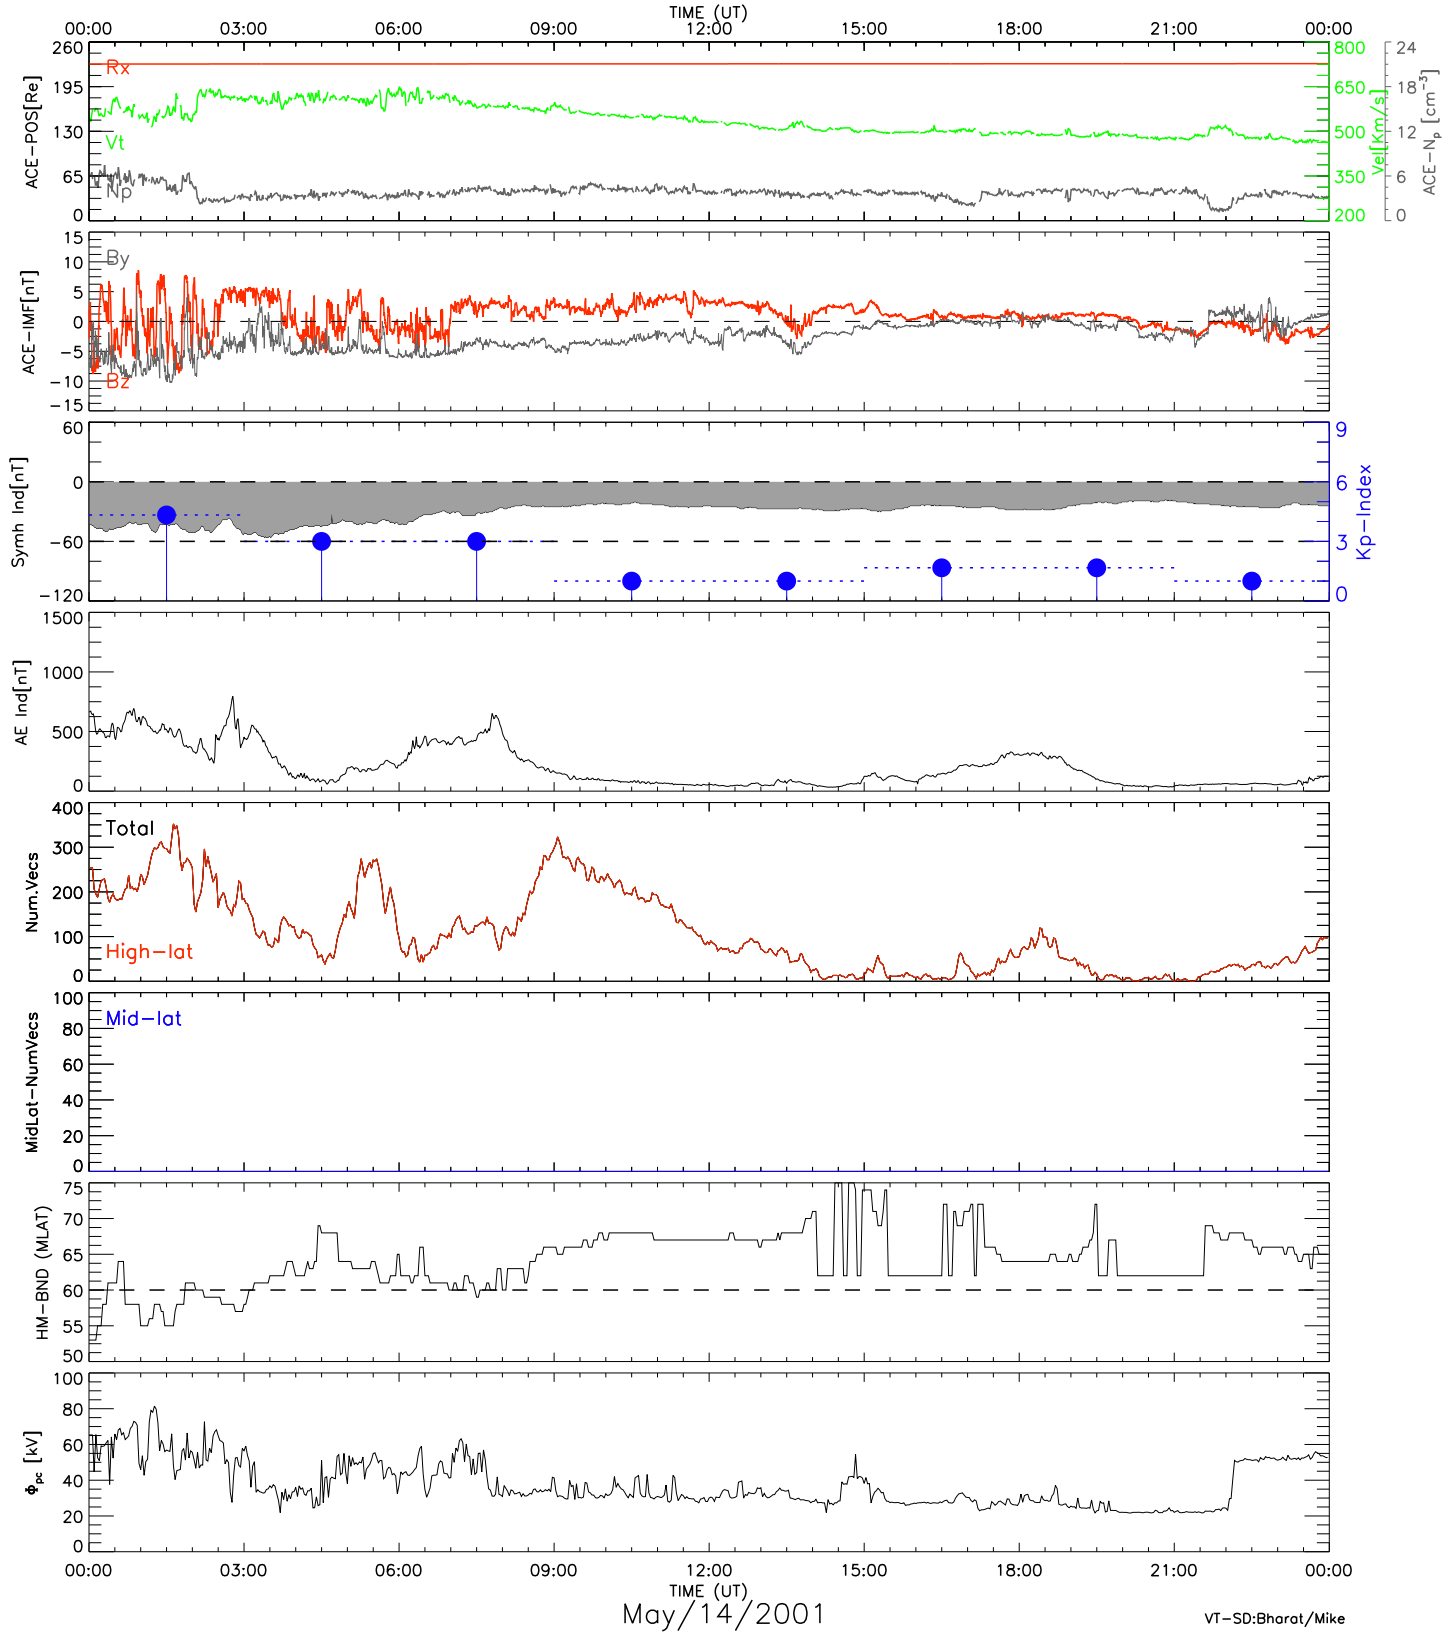 TIME (UT)
00:00 03:00 06:00 09:00 12:00 15:00 18:00 21:00 00:00
260 195 130 65 0
ACE-POS[Re]
Rx
Vt
Np
800 650 500 350 200
Vel[Km/s]
24 18 12 6 0
ACE-Np [cm-3]
15 10 5 0 -5 -10 -15
ACE-IMF[nT]
By
Bz
60 0 -60 -120
Symh Ind[nT]
9 6 3 0
Kp-Index
1500 1000 500 0
AE Ind[nT]
400 300 200 100 0
Num.Vecs
Total
High-lat
100 80 60 40 20 0
MidLat-NumVecs
Mid-lat
75 70 65 60 55 50
HM-BND (MLAT)
100 80 60 40 20 0
Φpc [kV]
00:00 03:00 06:00 09:00 12:00 15:00 18:00 21:00 00:00
TIME (UT)
May/14/2001
VT-SD:Bharat/Mike